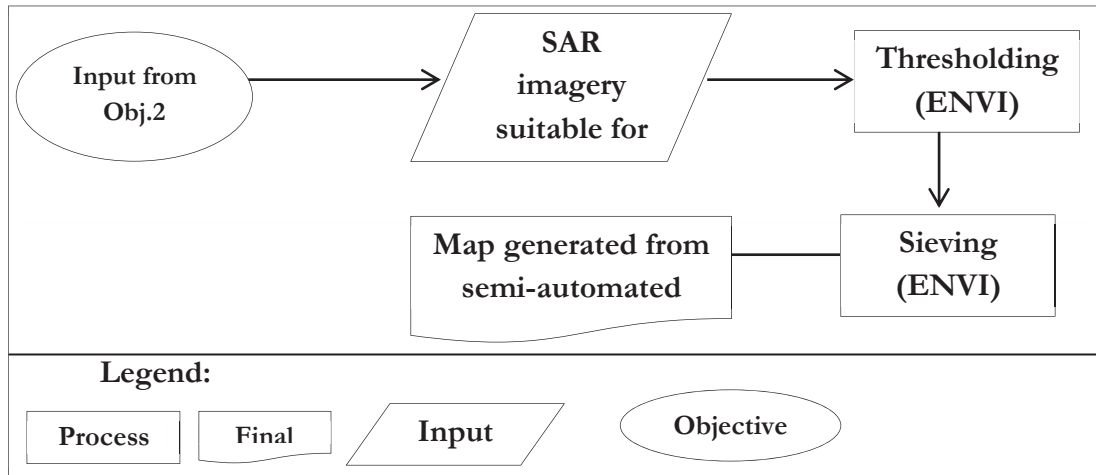 Input from
Obj.2
SAR
imagery
suitable for
Thresholding
(ENVI)
Sieving
(ENVI)
Map generated from
semi-automated
Legend:
Process
Final
Input
Objective